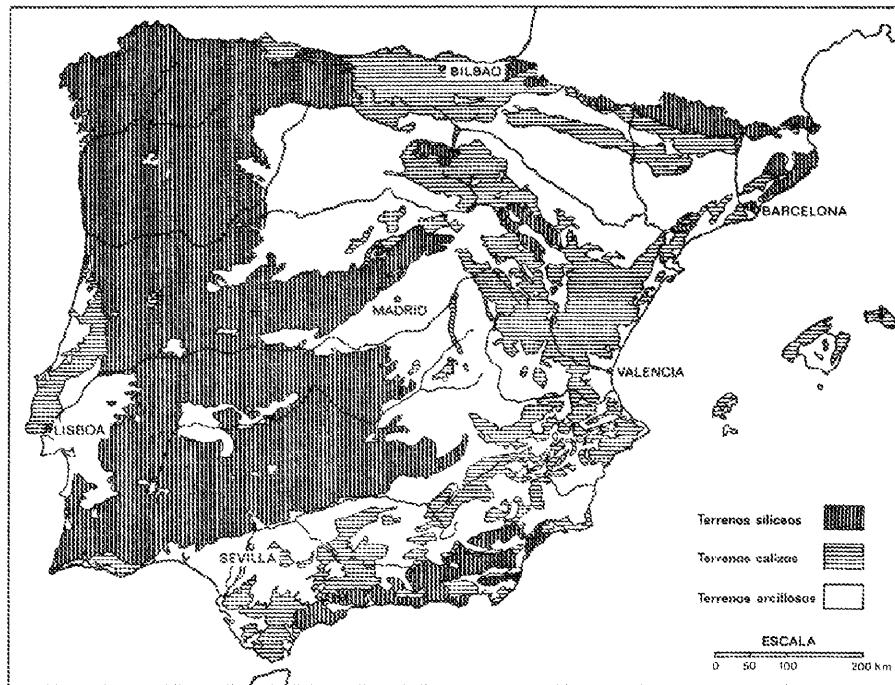 BILBAO
BARCELONA
MADRID
VALENCIA
LISBOA
SEVILLA
Terrenos silíceos
Terrenos calizos
Terrenos arcillosos
ESCALA
0 50 100 200 km